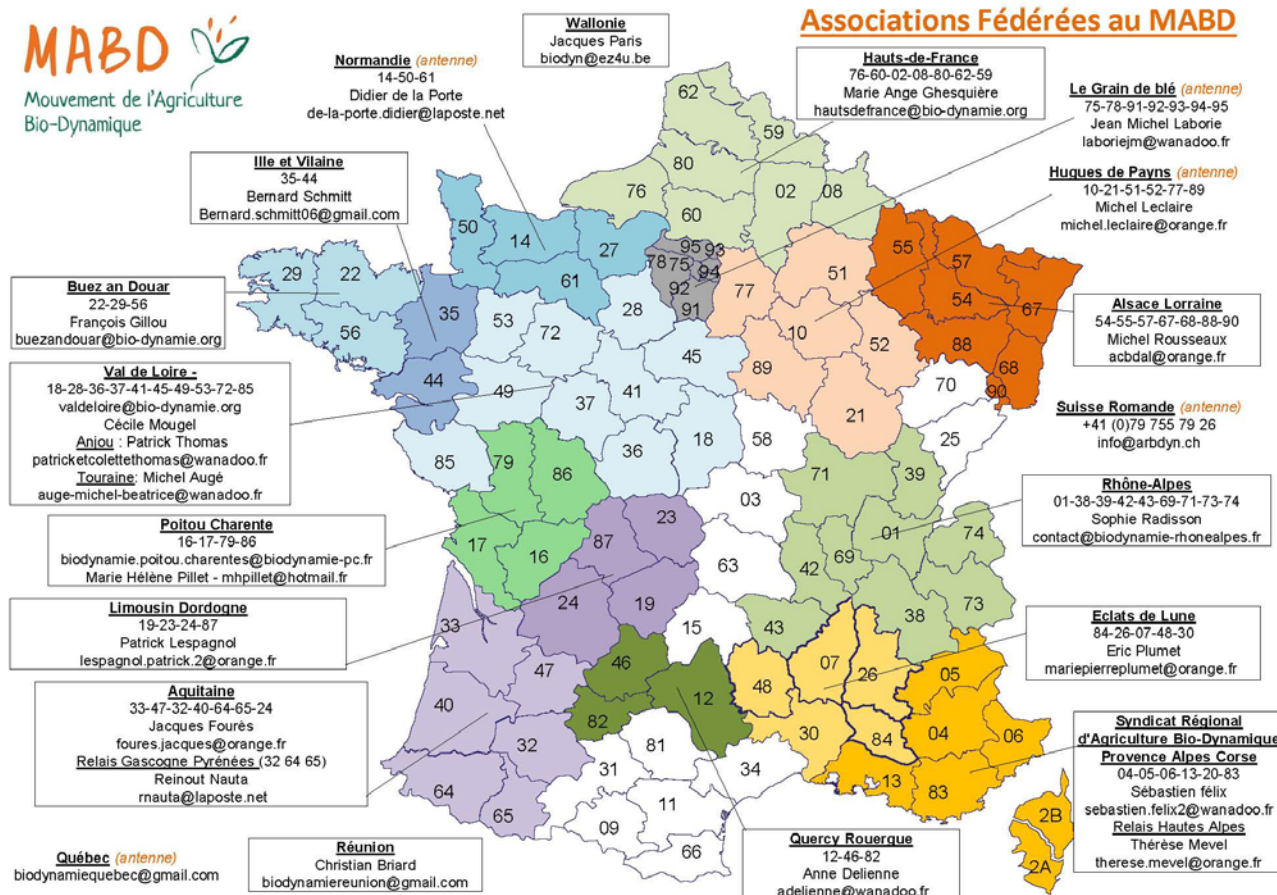 MABD
Mouvement de l'Agriculture
Bio-Dynamique
Associations Fédérées au MABD
Wallonie
Jacques Paris
biodyn@ez4u.be
Normandie (antenne)
14-50-61
Didier de la Porte
de-la-porte.didier@laposte.net
Hauts-de-France
76-60-02-08-80-62-59
Marie Ange Ghesquière
hautsdefrance@bio-dynamie.org
Le Grain de blé (antenne)
75-78-91-92-93-94-95
Jean Michel Laborie
laboriejm@wanadoo.fr
Ille et Vilaine
35-44
Bernard Schmitt
Bernard.schmitt06@gmail.com
Hugues de Payns (antenne)
10-21-51-52-77-89
Michel Leclaire
michel.leclaire@orange.fr
Buez an Douar
22-29-56
François Gillou
buezandouar@bio-dynamie.org
Alsace Lorraine
54-55-57-67-68-88-90
Michel Rousseaux
acbdal@orange.fr
Val de Loire -
18-28-36-37-41-45-49-53-72-85
valdeloire@bio-dynamie.org
Cécile Mougel
Anjou : Patrick Thomas
patricketcolettethomas@wanadoo.fr
Touraine: Michel Augé
auge-michel-beatrice@wanadoo.fr
Suisse Romande (antenne)
+41 (0)79 755 79 26
info@arbdyn.ch
Rhône-Alpes
01-38-39-42-43-69-71-73-74
Sophie Radisson
contact@biodynamie-rhonealpes.fr
Poitou Charente
16-17-79-86
biodynamie.poitou.charentes@biodynamie-pc.fr
Marie Hélène Pillet - mhpillet@hotmail.fr
Limousin Dordogne
19-23-24-87
Patrick Lespagnol
lespagnol.patrick.2@orange.fr
Eclats de Lune
84-26-07-48-30
Eric Plumet
mariepierreplumet@orange.fr
Aquitaine
33-47-32-40-64-65-24
Jacques Fourès
foures.jacques@orange.fr
Relais Gascogne Pyrénées (32 64 65)
Reinout Nauta
rnauta@laposte.net
Syndicat Régional
d'Agriculture Bio-Dynamique
Provence Alpes Corse
04-05-06-13-20-83
Sébastien félix
sebastien.felix2@wanadoo.fr
Relais Hautes Alpes
Thérèse Mevel
therese.mevel@orange.fr
Québec (antenne)
biodynamiequebec@gmail.com
Réunion
Christian Briard
biodynamiereunion@gmail.com
Quercy Rouergue
12-46-82
Anne Delienne
adelienne@wanadoo.fr
62
59
80
76
02
08
60
50
14
27
61
95
93
78
75
94
92
91
77
51
55
57
54
67
88
68
90
29
22
56
35
44
53
72
28
45
10
52
89
21
70
25
49
37
41
18
36
85
58
79
86
17
16
03
71
39
01
74
69
42
73
38
43
23
87
24
19
63
15
33
47
40
32
64
65
46
82
12
48
07
26
84
30
05
04
06
13
83
81
31
34
11
09
66
2B
2A